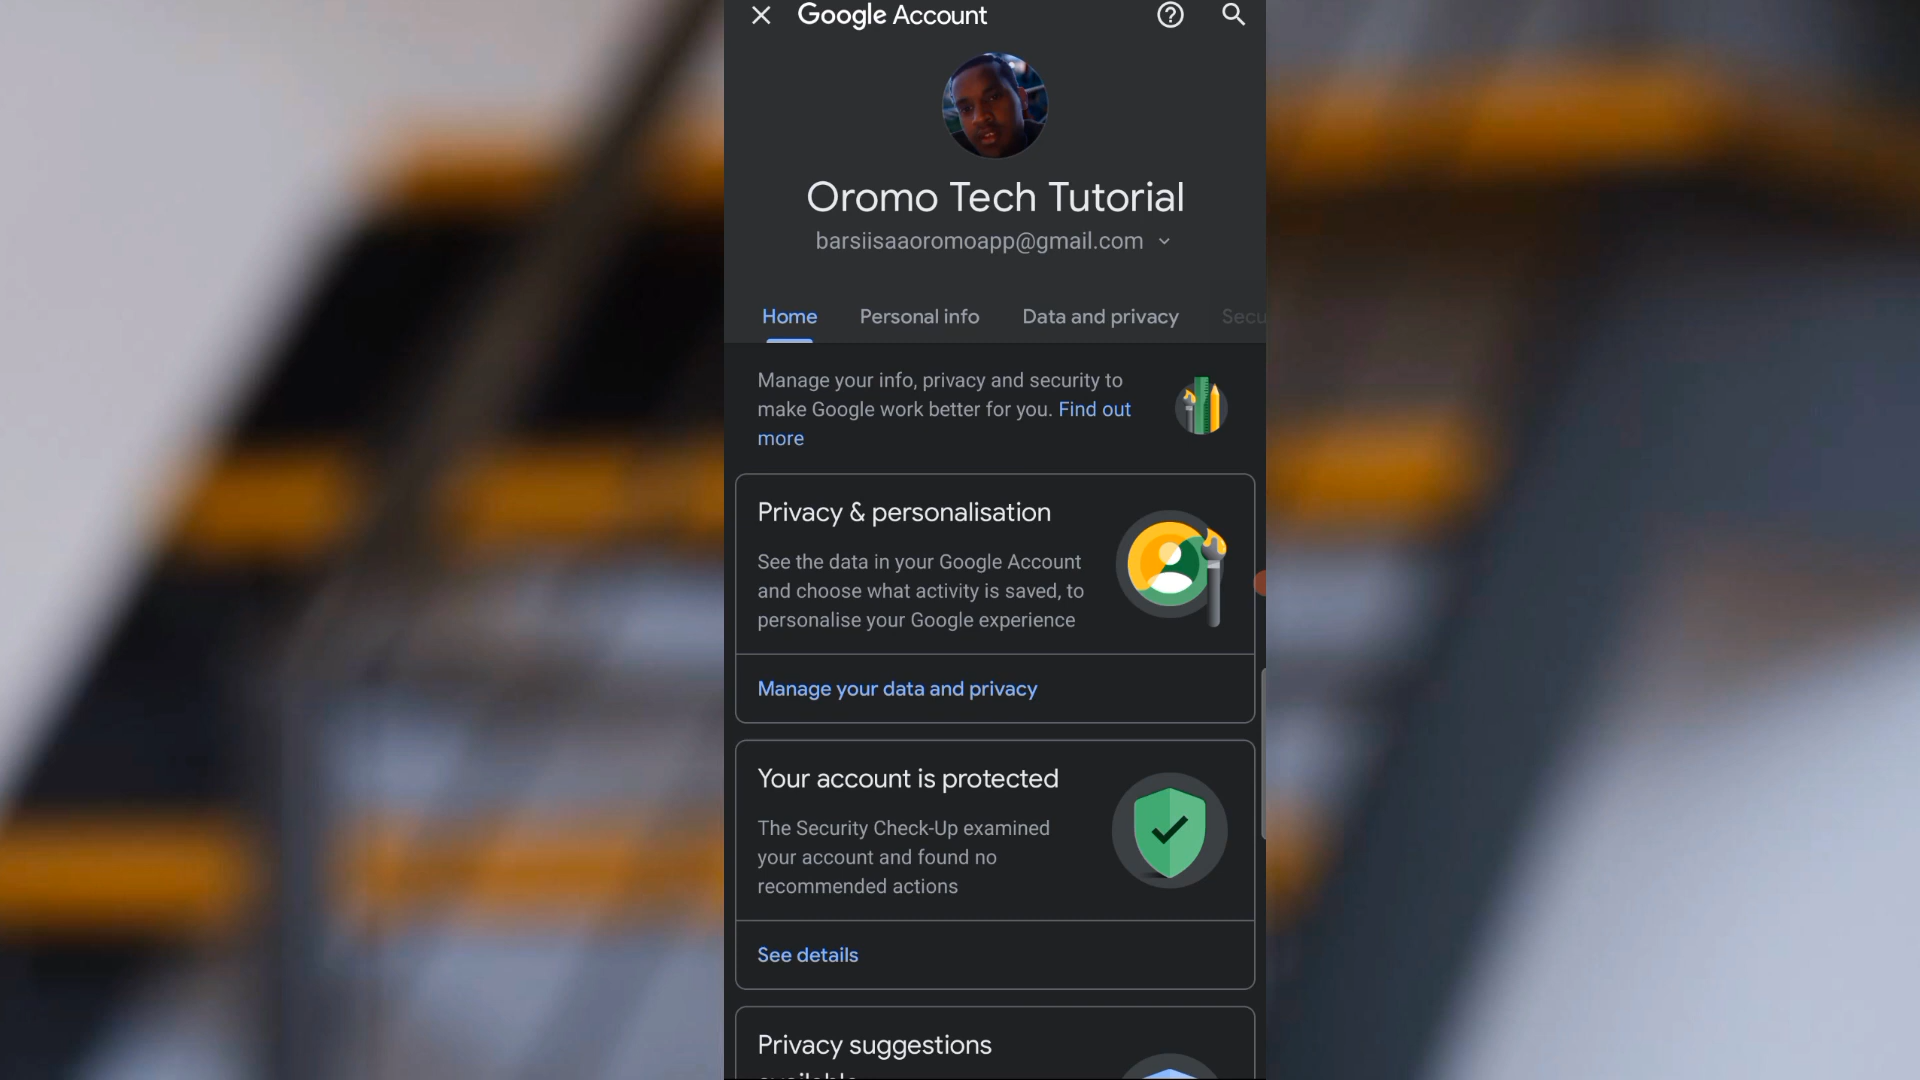 Google Account
Oromo Tech Tutorial
barsiisaaoromoapp@gmail.com
Home Personal info Data and privacy Secu
Manage your info, privacy and security to
make Google work better for you. Find out
more
Privacy & personalisation
See the data in your Google Account
and choose what activity is saved, to
personalise your Google experience
Manage your data and privacy
Your account is protected
The Security Check-Up examined
your account and found no
recommended actions
See details
Privacy suggestions
available